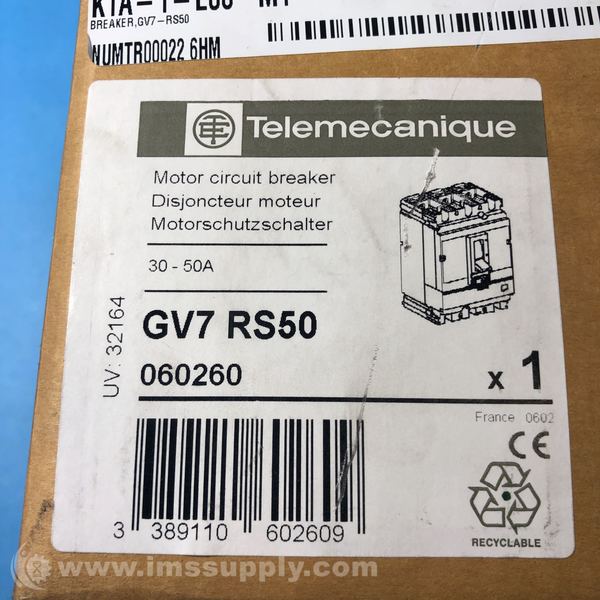 BREAKER,GV7-RS50
NUMTR00022 6HM
Telemecanique
Motor circuit breaker
Disjoncteur moteur
Motorschutzschalter
30 - 50A
UV: 32164
GV7 RS50
060260
x 1
France 0602
CE
3 389110 602609
RECYCLABLE
www.imssupply.com